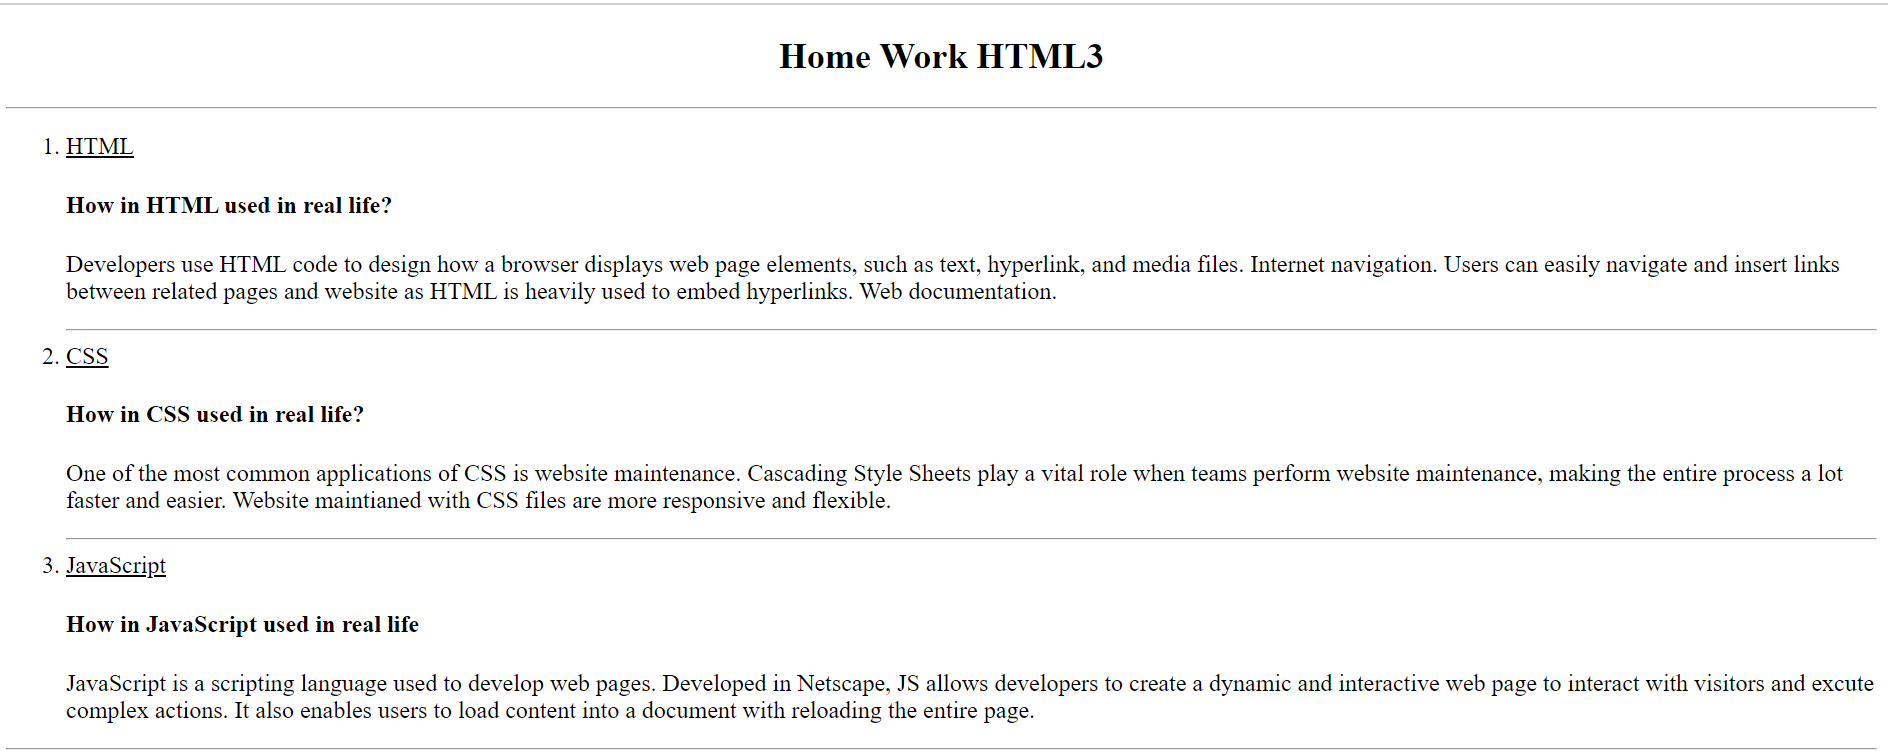 Home Work HTML3
1. HTML
How in HTML used in real life?
Developers use HTML code to design how a browser displays web page elements, such as text, hyperlink, and media files. Internet navigation. Users can easily navigate and insert links
between related pages and website as HTML is heavily used to embed hyperlinks. Web documentation.
2. CSS
How in CSS used in real life?
One of the most common applications of CSS is website maintenance. Cascading Style Sheets play a vital role when teams perform website maintenance, making the entire process a lot
faster and easier. Website maintianed with CSS files are more responsive and flexible.
3. JavaScript
How in JavaScript used in real life
JavaScript is a scripting language used to develop web pages. Developed in Netscape, JS allows developers to create a dynamic and interactive web page to interact with visitors and excute
complex actions. It also enables users to load content into a document with reloading the entire page.